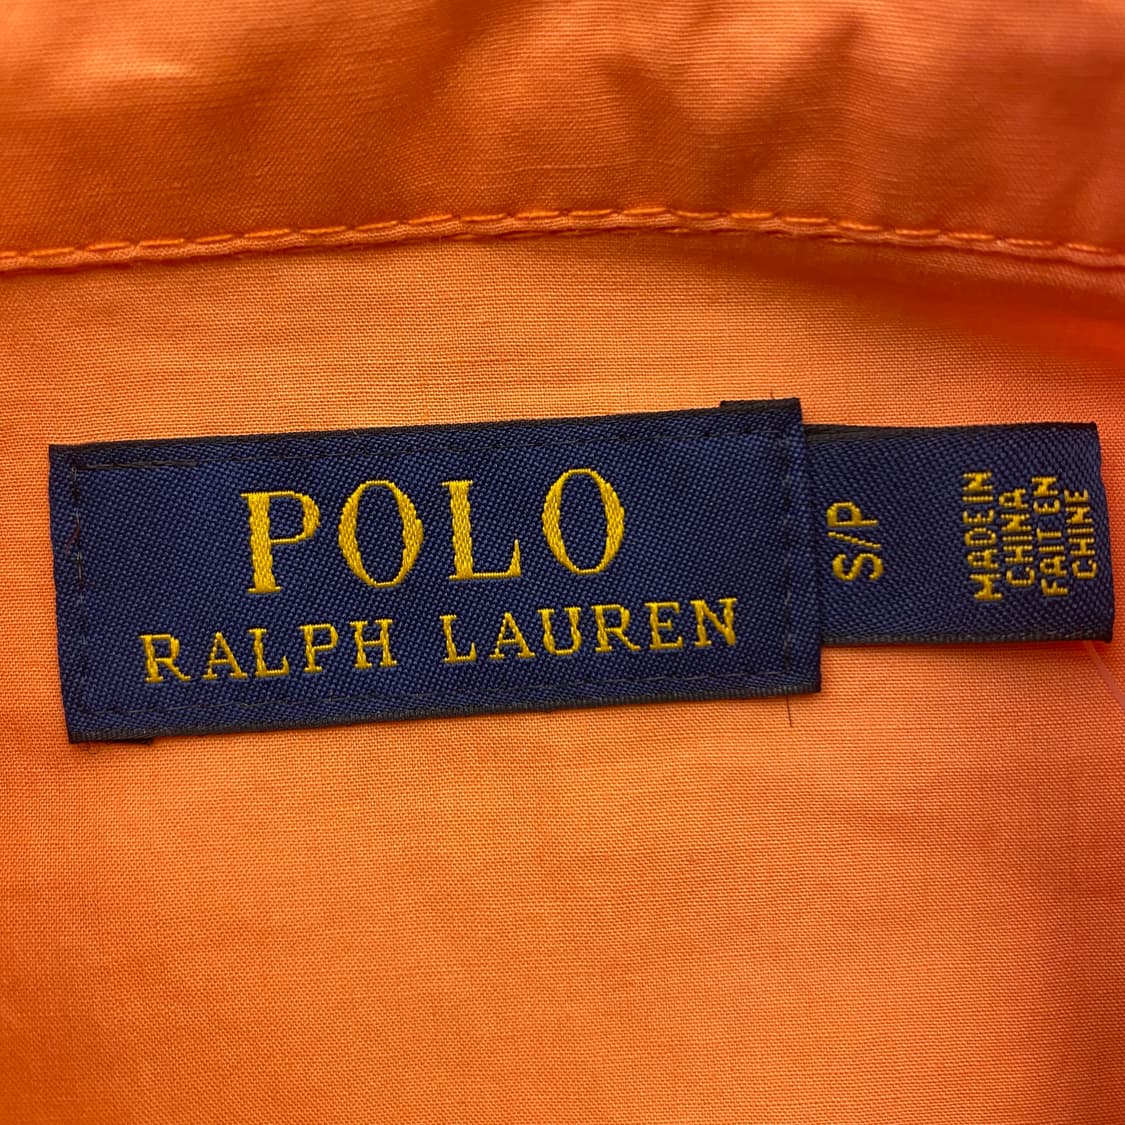 POLO
RALPH LAUREN
S/P
MADE IN
CHINA
FAIT EN
CHINE